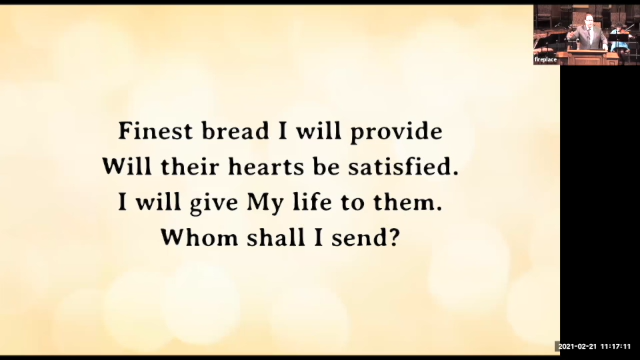 fireplace
Finest bread I will provide
Will their hearts be satisfied.
I will give My life to them.
Whom shall I send?
2021-02-21 11:17:11